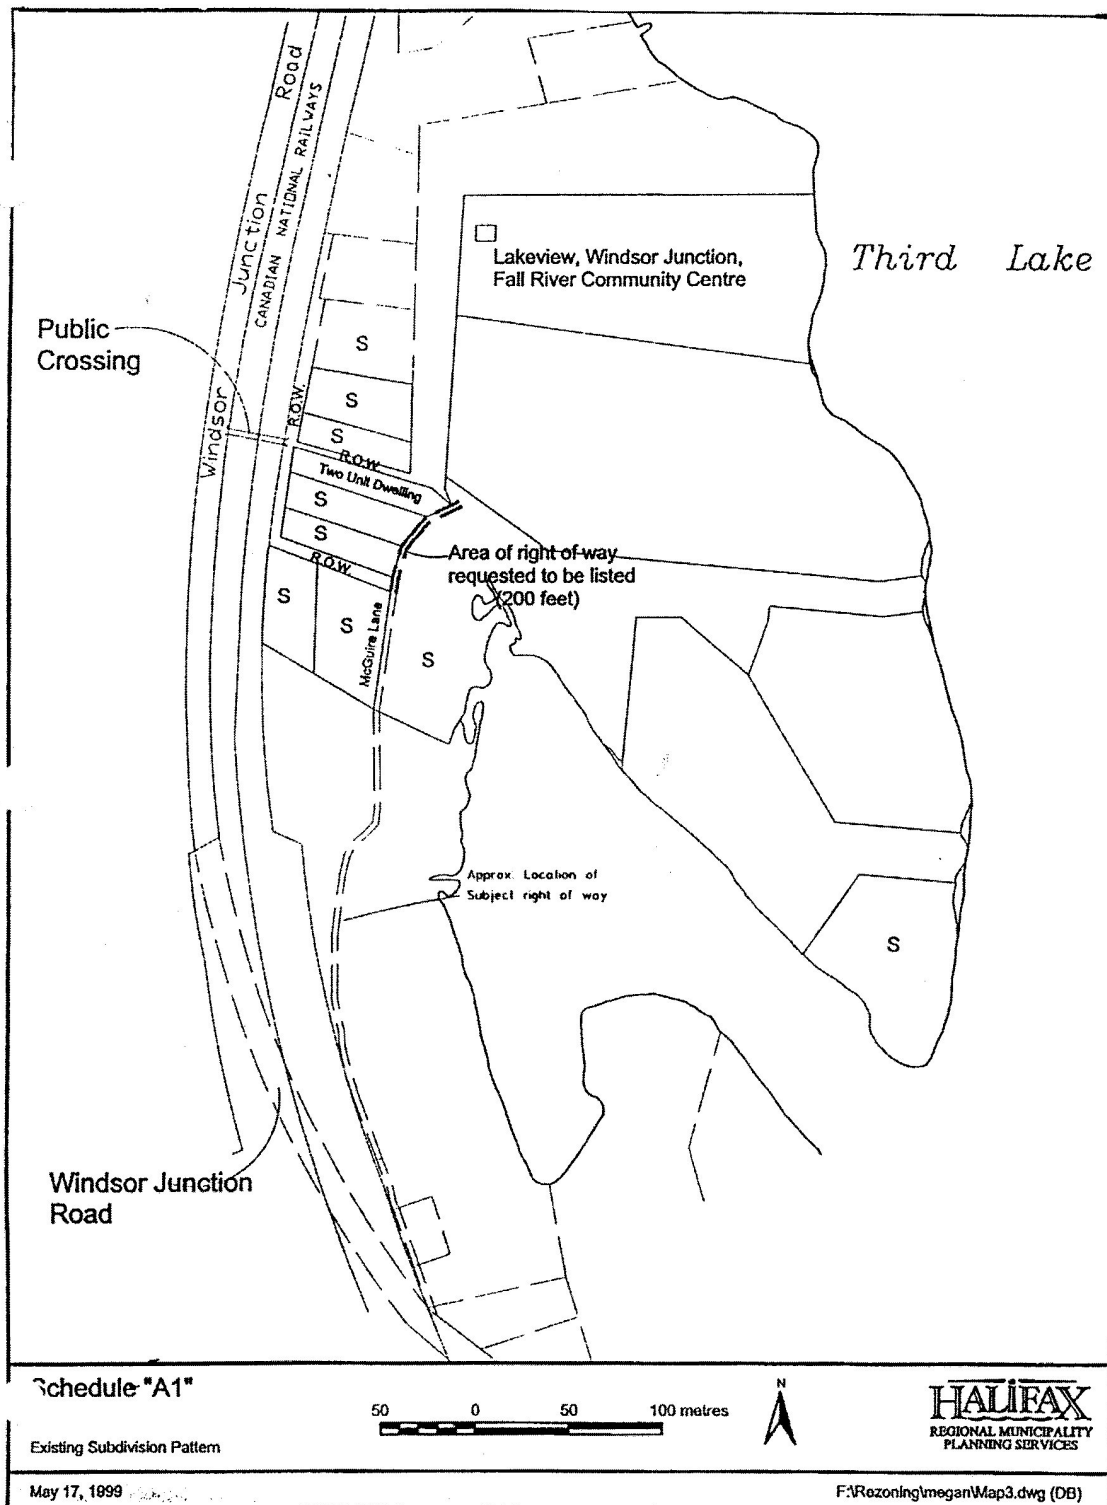 Road
Junction
Windsor
CANADIAN NATIONAL RAILWAYS
Third Lake
Lakeview, Windsor Junction,
Fall River Community Centre
Public
Crossing
S
R.O.W.
S
S
R.O.W.
Two Unit Dwelling
S
S
R.O.W.
Area of right of way
requested to be listed
(200 feet)
S
S
McGuire Lane
S
Approx. Location of
Subject right of way
S
Windsor Junction
Road
Schedule "A1"
Existing Subdivision Pattern
50 0 50 100 metres
N
HALIFAX
REGIONAL MUNICIPALITY
PLANNING SERVICES
May 17, 1999
F:\Rezoning\megan\Map3.dwg (DB)